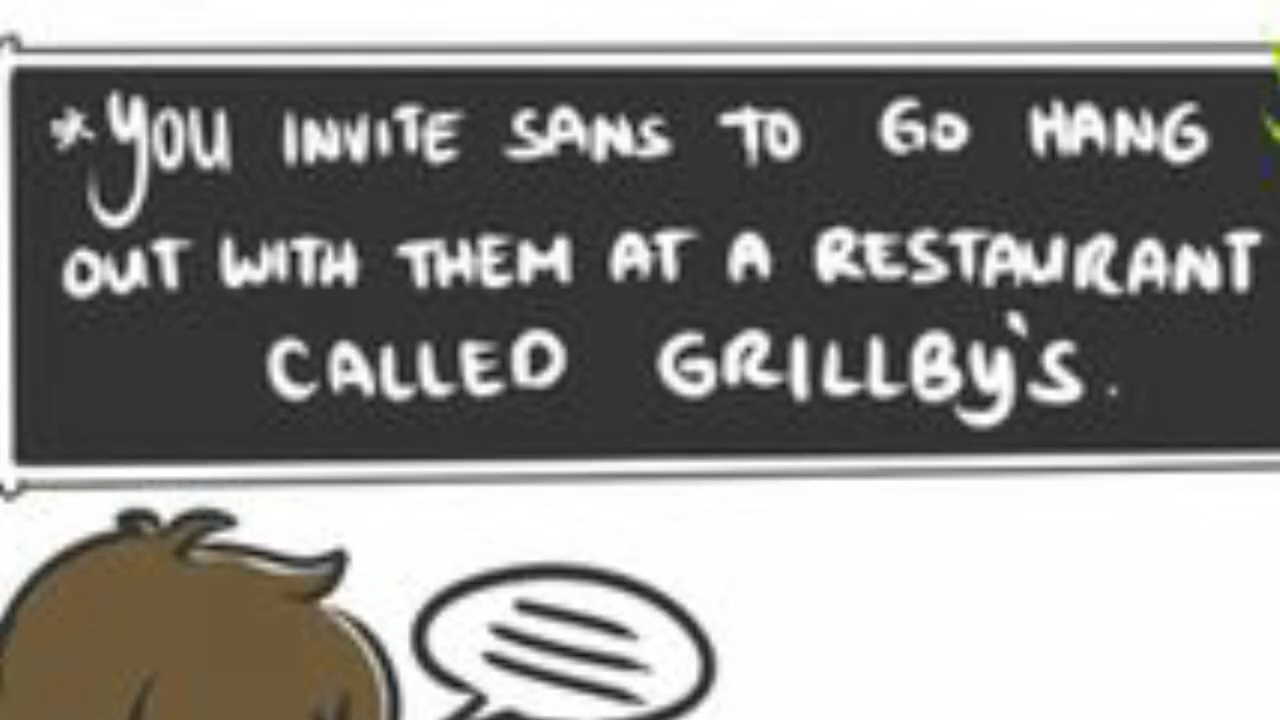 *YOU INVITE SANS TO GO HANG
OUT WITH THEM AT A RESTAURANT
CALLED GRILLBY'S.